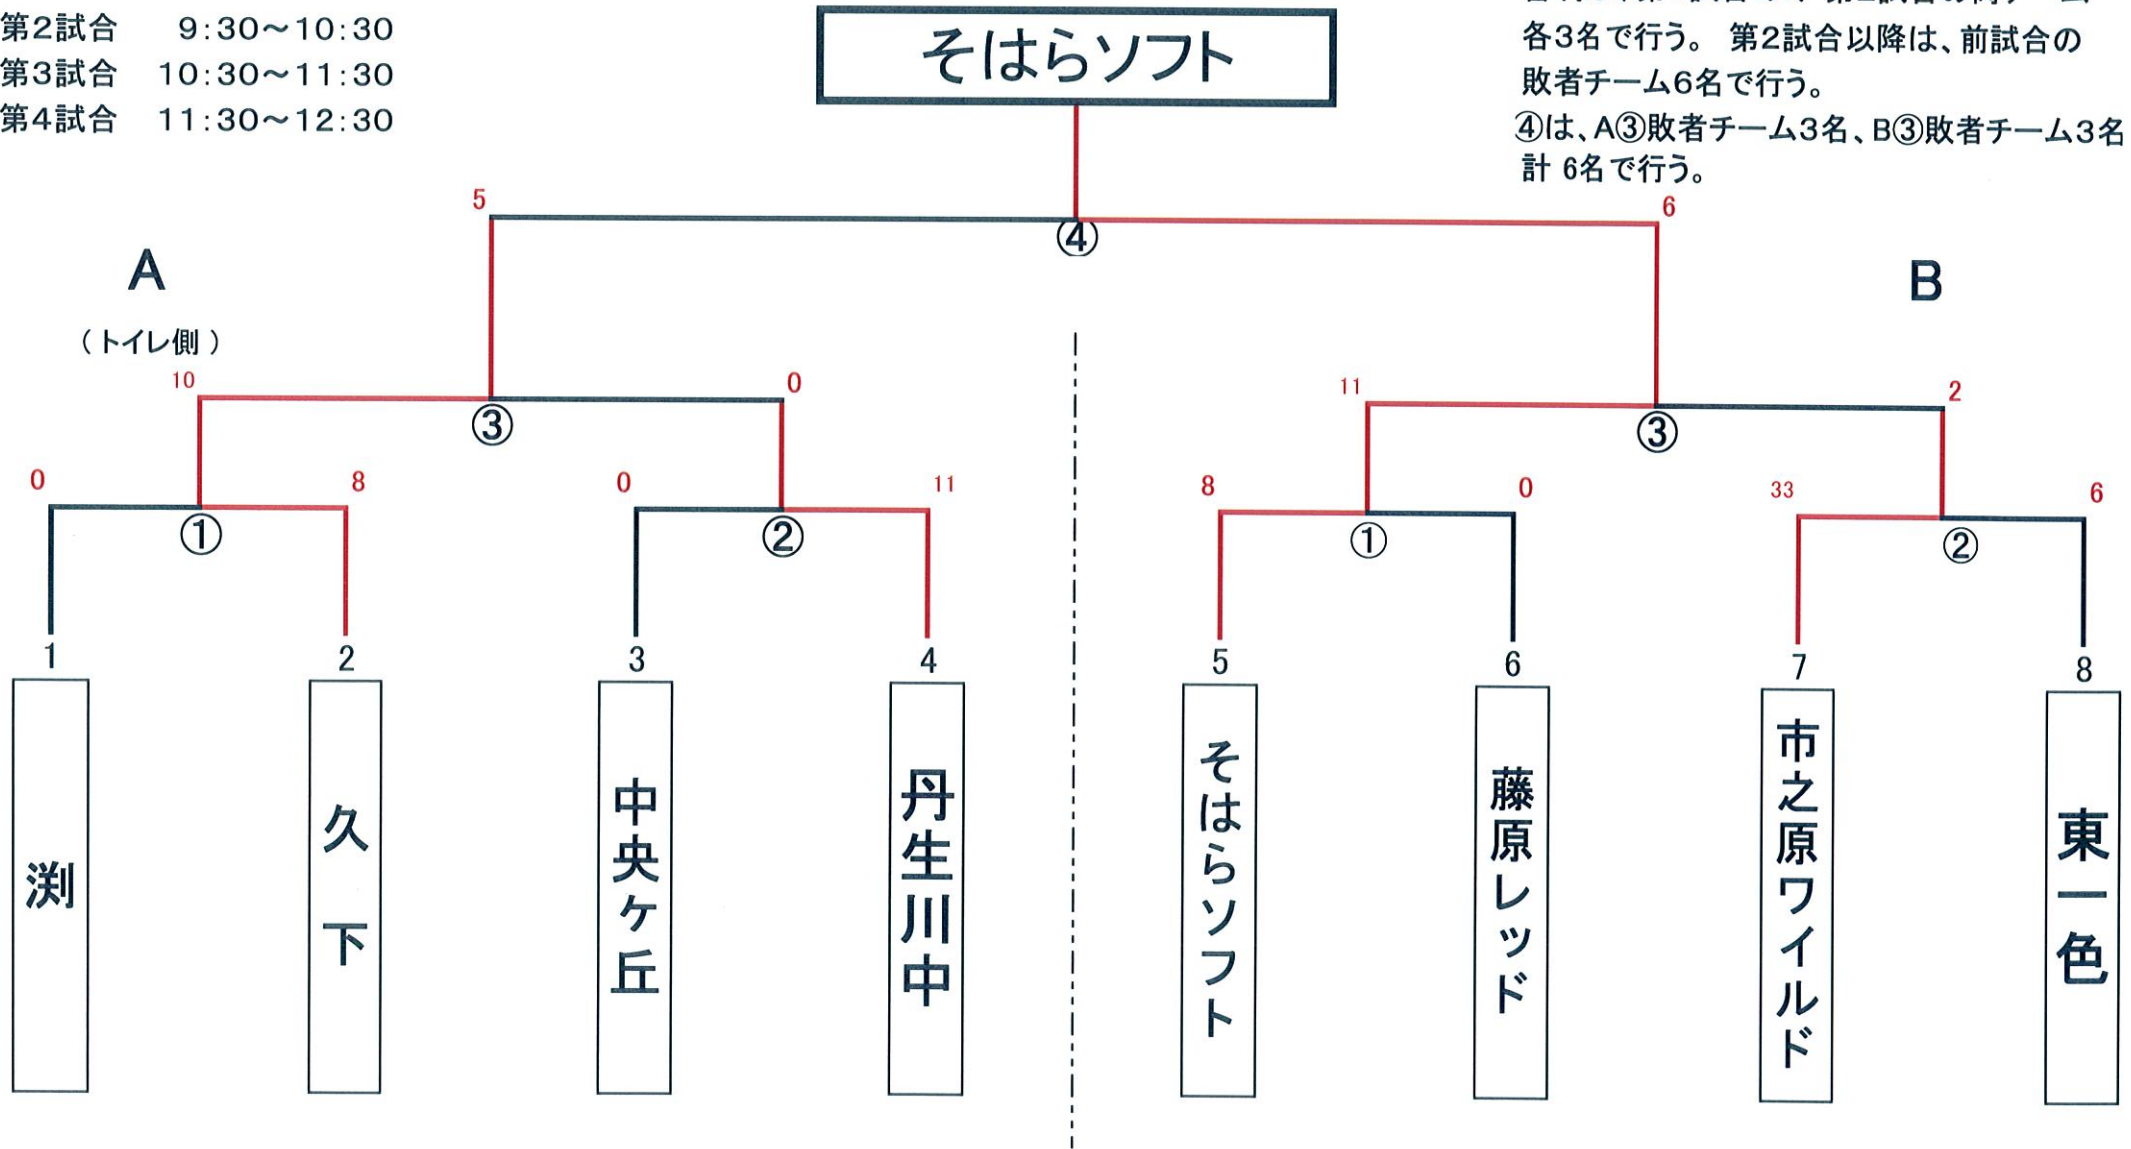 第2試合　9:30～10:30
第3試合　10:30～11:30
第4試合　11:30～12:30
そはらソフト
各3名で行う。 第2試合以降は、前試合の
敗者チーム6名で行う。
④は、A③敗者チーム3名、B③敗者チーム3名
計 6名で行う。
5
6
④
A
B
（トイレ側 ）
10
0
11
2
③
③
0
8
0
11
8
0
33
6
①
②
①
②
1
2
3
4
5
6
7
8
渕
久下
中央ヶ丘
丹生川中
そはらソフト
藤原レッド
市之原ワイルド
東一色